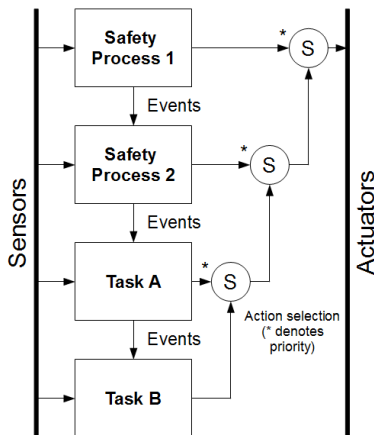 Safety
Process 1
*
S
Events
Safety
Process 2
*
S
Events
Task A
*
S
Events
Task B
Action selection
(* denotes
priority)
Sensors
Actuators